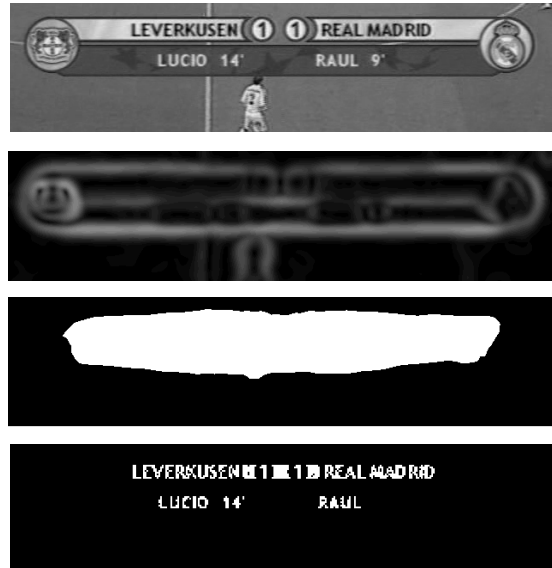 LEVERKUSEN 1 1 REAL MADRID
LUCIO 14' RAUL 9'
LEVERKUSEN 1 1 REAL MADRID
LUCIO 14' RAUL